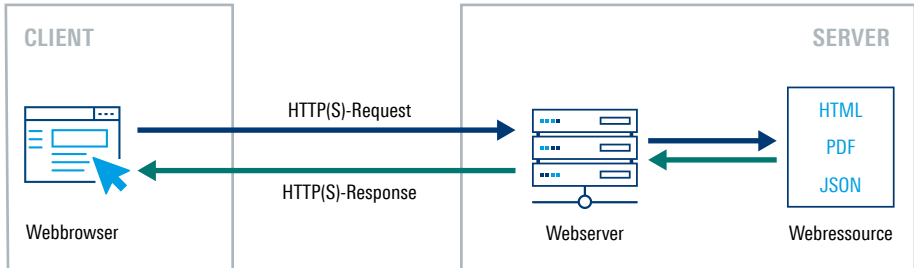 CLIENT
SERVER
HTTP(S)-Request
HTTP(S)-Response
HTML
PDF
JSON
Webbrowser
Webserver
Webressource